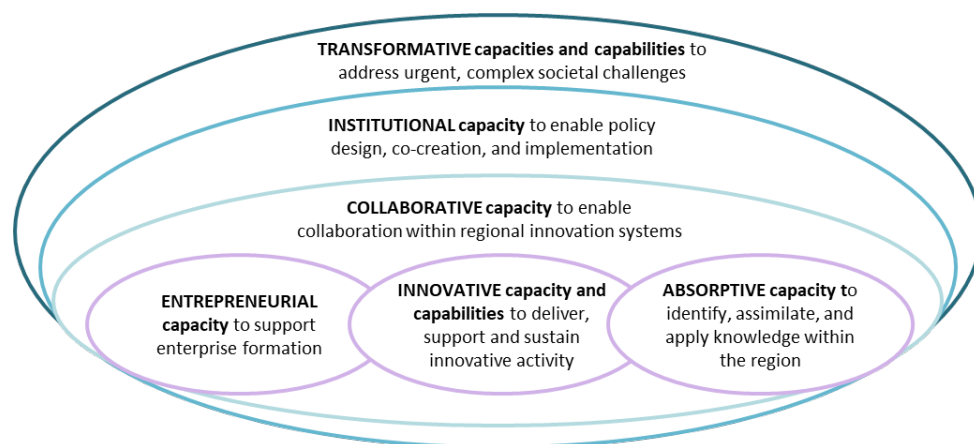 TRANSFORMATIVE capacities and capabilities to
address urgent, complex societal challenges
INSTITUTIONAL capacity to enable policy
design, co-creation, and implementation
COLLABORATIVE capacity to enable
collaboration within regional innovation systems
ENTREPRENEURIAL
capacity to support
enterprise formation
INNOVATIVE capacity and
capabilities to deliver,
support and sustain
innovative activity
ABSORPTIVE capacity to
identify, assimilate, and
apply knowledge within
the region